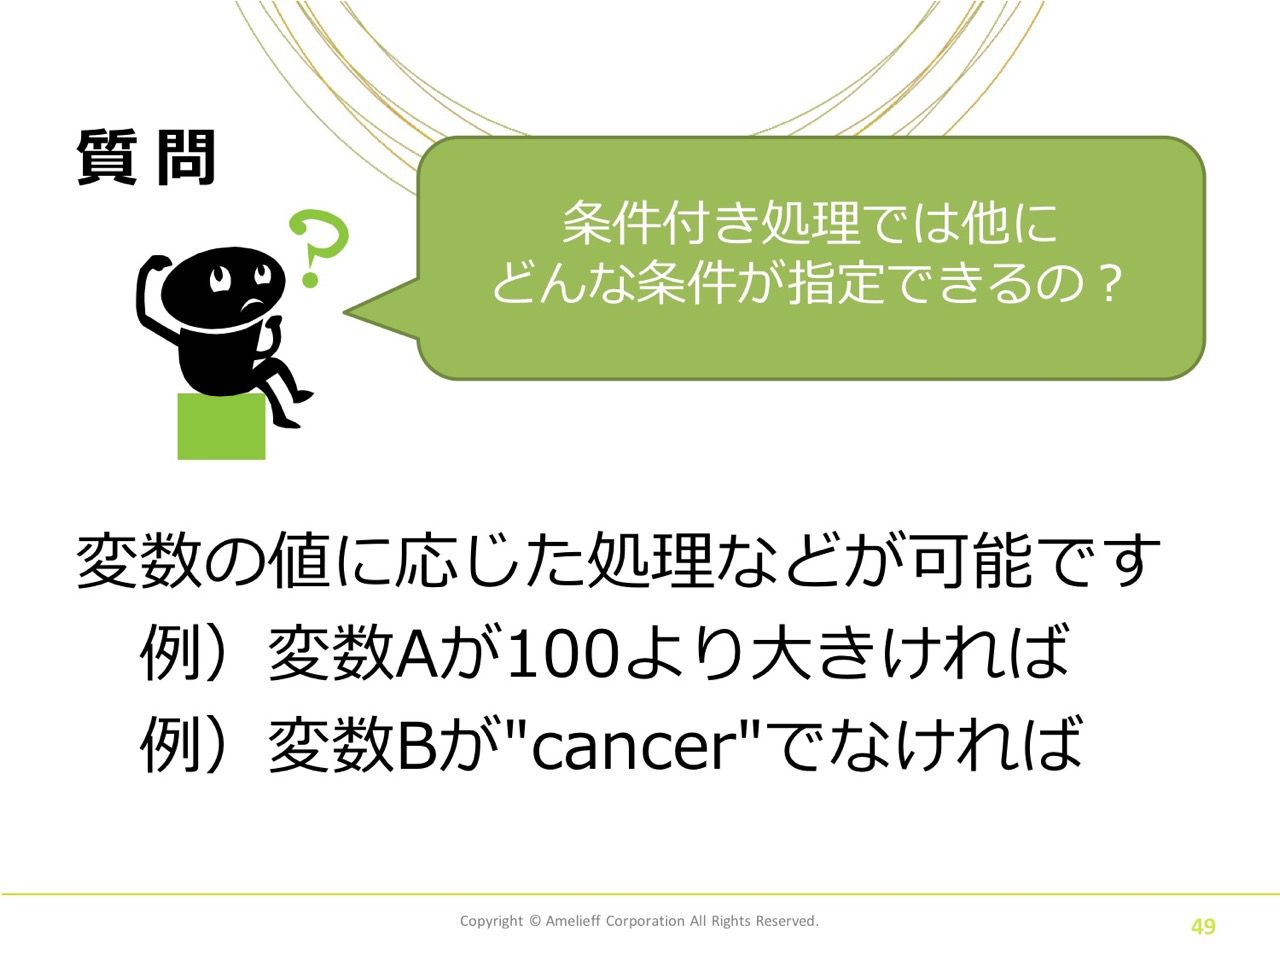 質問
?
条件付き処理では他に
どんな条件が指定できるの？
変数の値に応じた処理などが可能です
例）変数Aが100より大きければ
例）変数Bが"cancer"でなければ
Copyright © Amelieff Corporation All Rights Reserved.
49